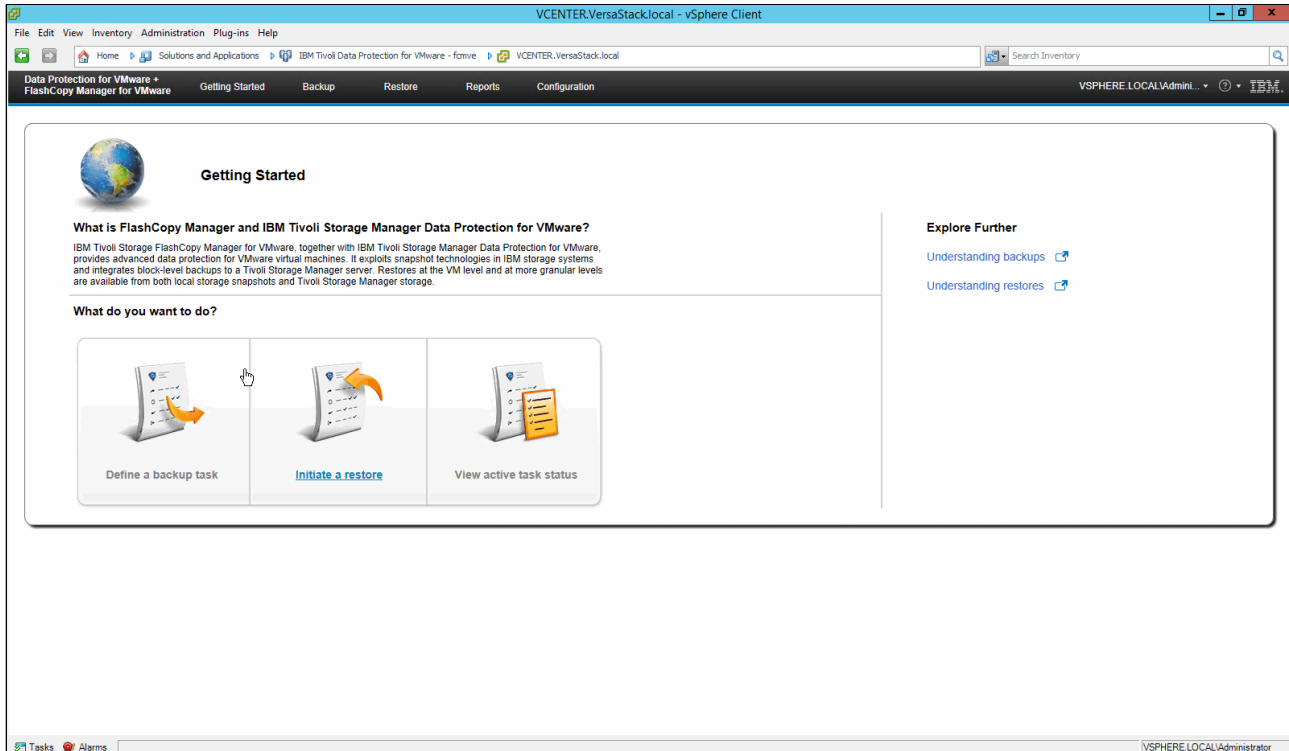 VCENTER.VersaStack.local - vSphere Client
File Edit View Inventory Administration Plug-ins Help
Home Solutions and Applications IBM Tivoli Data Protection for VMware - fcmve VCENTER.VersaStack.local Search Inventory
Data Protection for VMware +
FlashCopy Manager for VMware
Getting Started Backup Restore Reports Configuration VSPHERE.LOCAL\Admini... IBM.
Getting Started
What is FlashCopy Manager and IBM Tivoli Storage Manager Data Protection for VMware?
IBM Tivoli Storage FlashCopy Manager for VMware, together with IBM Tivoli Storage Manager Data Protection for VMware,
provides advanced data protection for VMware virtual machines. It exploits snapshot technologies in IBM storage systems
and integrates block-level backups to a Tivoli Storage Manager server. Restores at the VM level and at more granular levels
are available from both local storage snapshots and Tivoli Storage Manager storage.
What do you want to do?
Define a backup task
Initiate a restore
View active task status
Explore Further
Understanding backups
Understanding restores
Tasks Alarms VSPHERE.LOCAL\Administrator